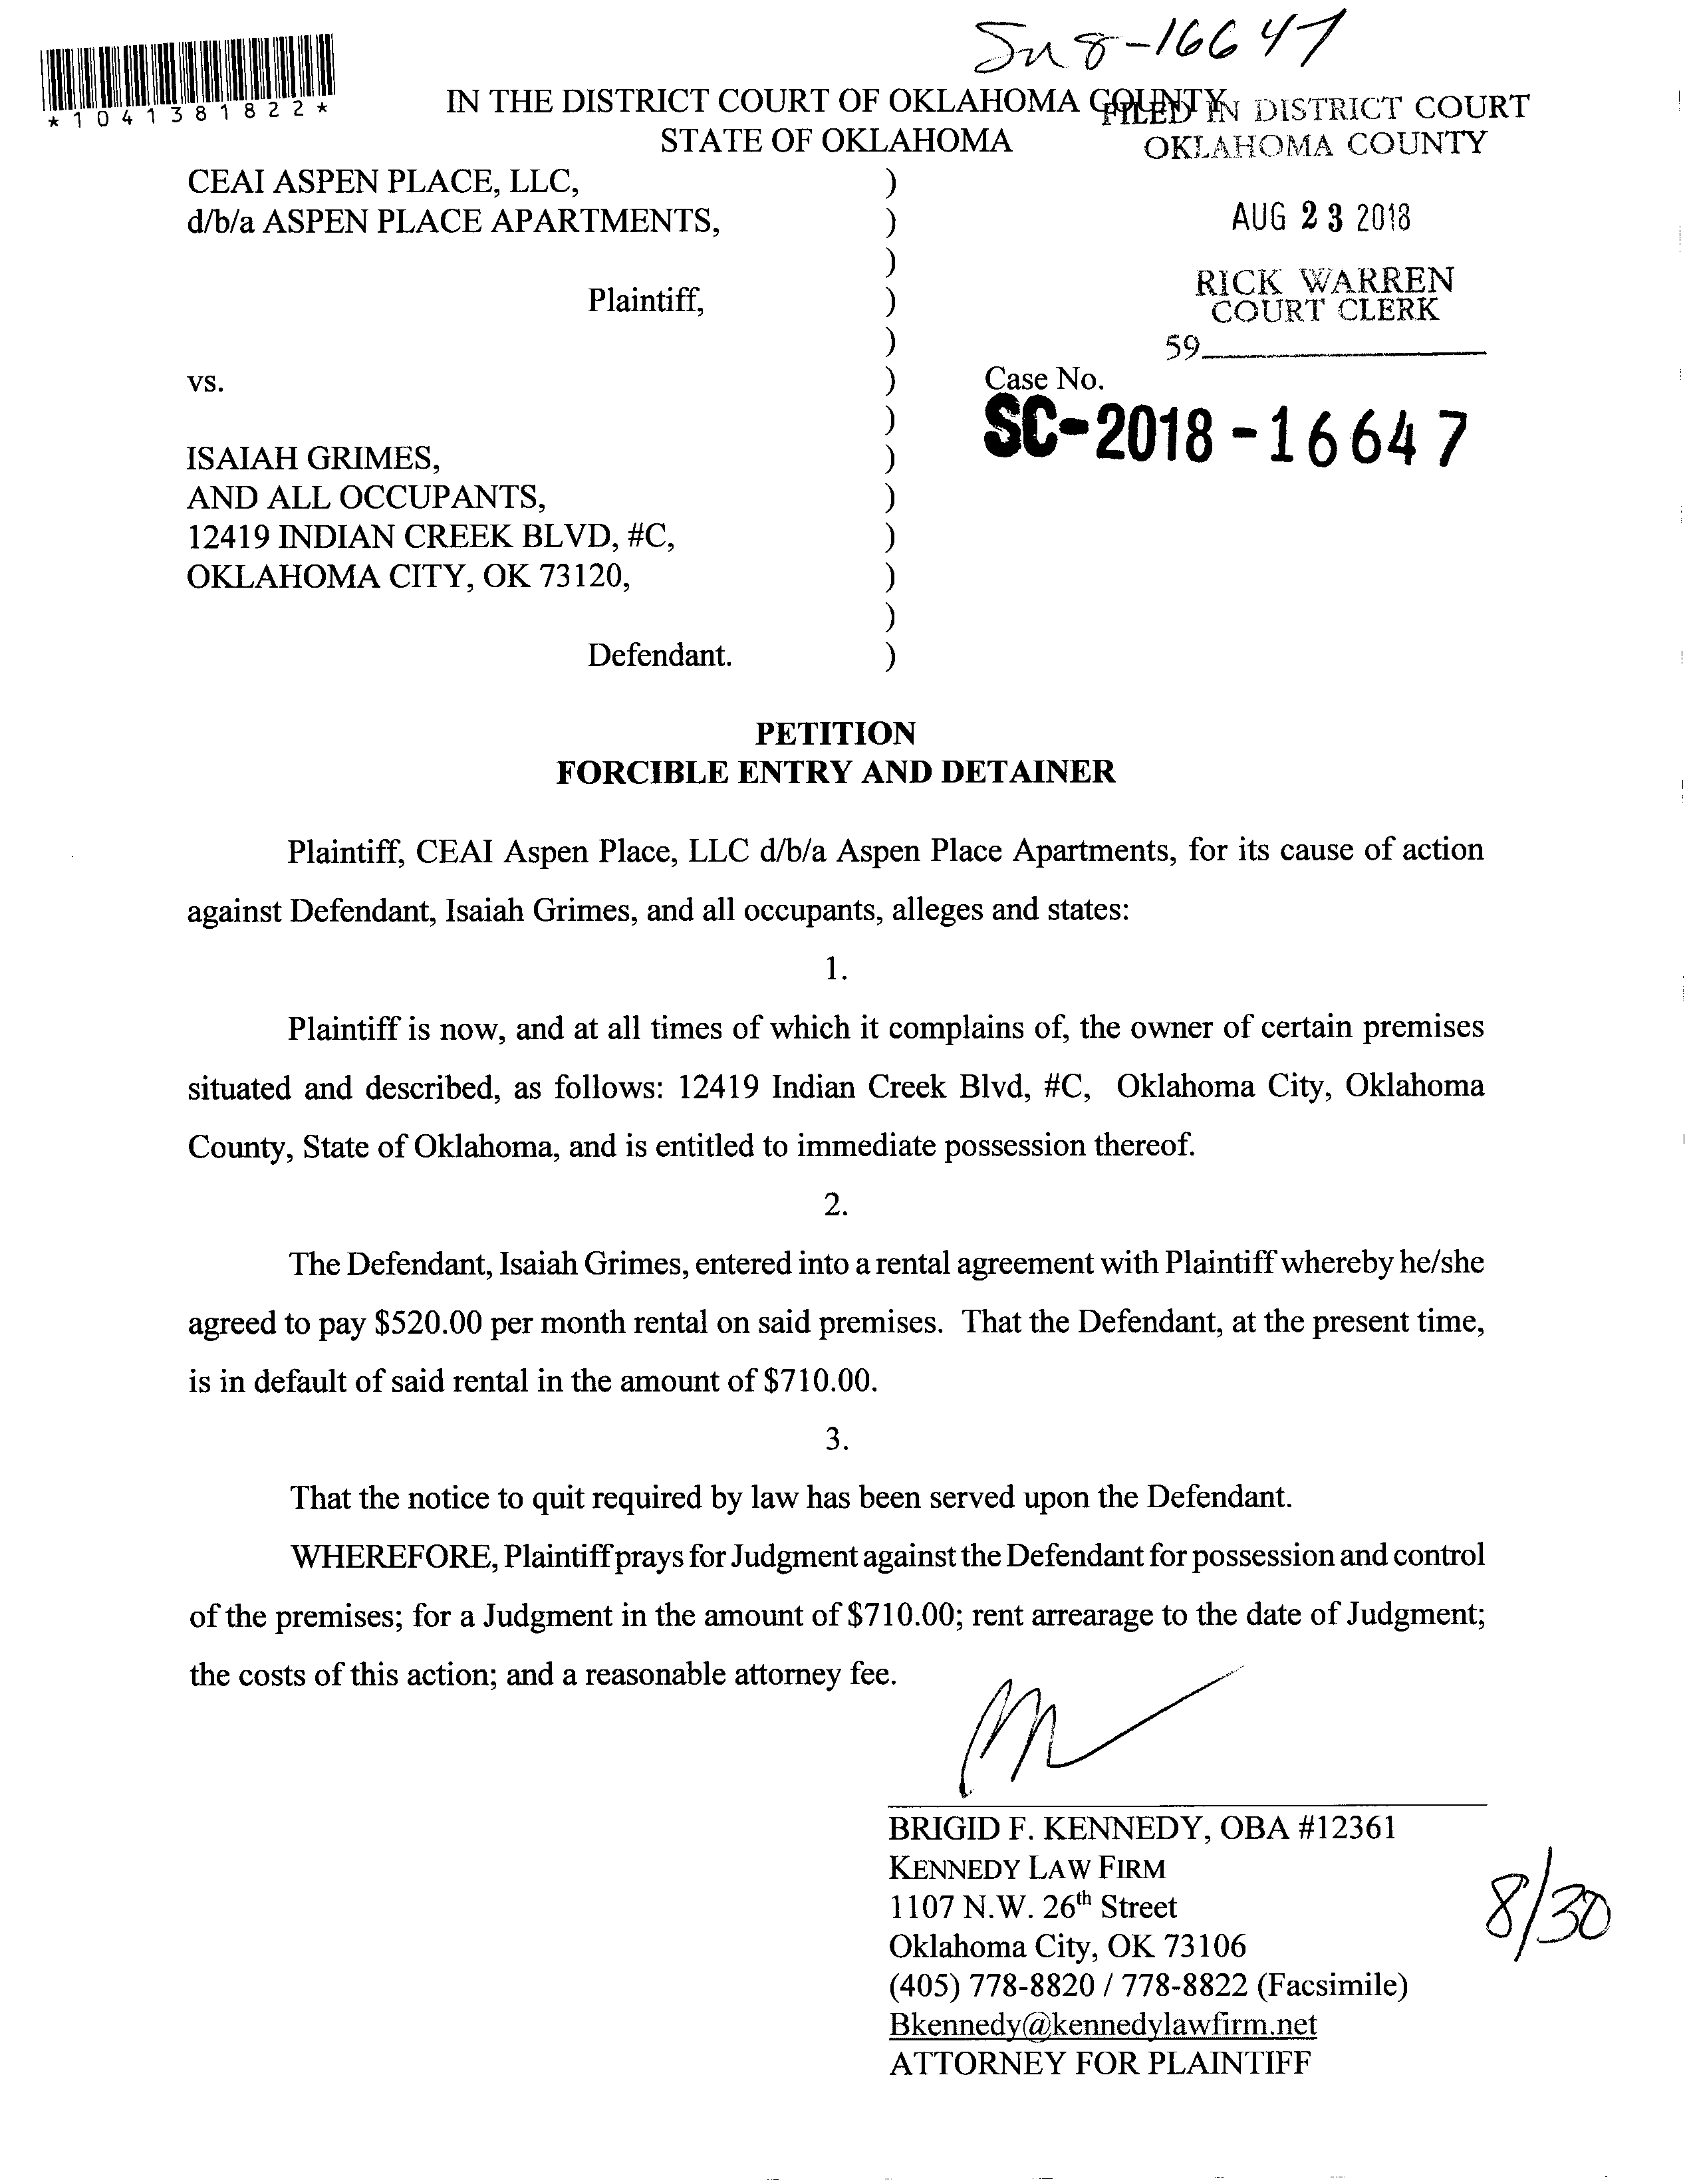 Sn 8-16647
*1041381822*
IN THE DISTRICT COURT OF OKLAHOMA COUNTY
STATE OF OKLAHOMA
FILED IN DISTRICT COURT
OKLAHOMA COUNTY
CEAI ASPEN PLACE, LLC, )
d/b/a ASPEN PLACE APARTMENTS, )
AUG 23 2018
)
Plaintiff, )
RICK WARREN
COURT CLERK
)
59
vs. )
Case No.
SC-2018-16647
)
ISAIAH GRIMES, )
AND ALL OCCUPANTS, )
12419 INDIAN CREEK BLVD, #C, )
OKLAHOMA CITY, OK 73120, )
)
Defendant. )
PETITION
FORCIBLE ENTRY AND DETAINER
Plaintiff, CEAI Aspen Place, LLC d/b/a Aspen Place Apartments, for its cause of action
against Defendant, Isaiah Grimes, and all occupants, alleges and states:
1.
Plaintiff is now, and at all times of which it complains of, the owner of certain premises
situated and described, as follows: 12419 Indian Creek Blvd, #C, Oklahoma City, Oklahoma
County, State of Oklahoma, and is entitled to immediate possession thereof.
2.
The Defendant, Isaiah Grimes, entered into a rental agreement with Plaintiff whereby he/she
agreed to pay $520.00 per month rental on said premises. That the Defendant, at the present time,
is in default of said rental in the amount of $710.00.
3.
That the notice to quit required by law has been served upon the Defendant.
WHEREFORE, Plaintiff prays for Judgment against the Defendant for possession and control
of the premises; for a Judgment in the amount of $710.00; rent arrearage to the date of Judgment;
the costs of this action; and a reasonable attorney fee.
BRIGID F. KENNEDY, OBA #12361
KENNEDY LAW FIRM
1107 N.W. 26th Street
Oklahoma City, OK 73106
(405) 778-8820 / 778-8822 (Facsimile)
Bkennedy@kennedylawfirm.net
ATTORNEY FOR PLAINTIFF
8/30